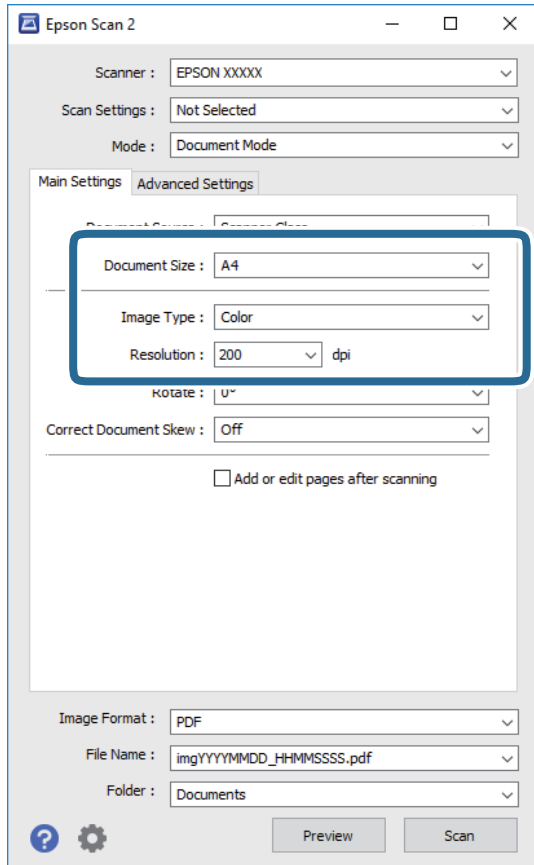 Epson Scan 2
Scanner : EPSON XXXXX
Scan Settings : Not Selected
Mode : Document Mode
Main Settings Advanced Settings
Document Size : A4
Image Type : Color
Resolution : 200 dpi
Rotate : 0°
Correct Document Skew : Off
Add or edit pages after scanning
Image Format : PDF
File Name : imgYYYYMMDD_HHMMSSSS.pdf
Folder : Documents
Preview Scan